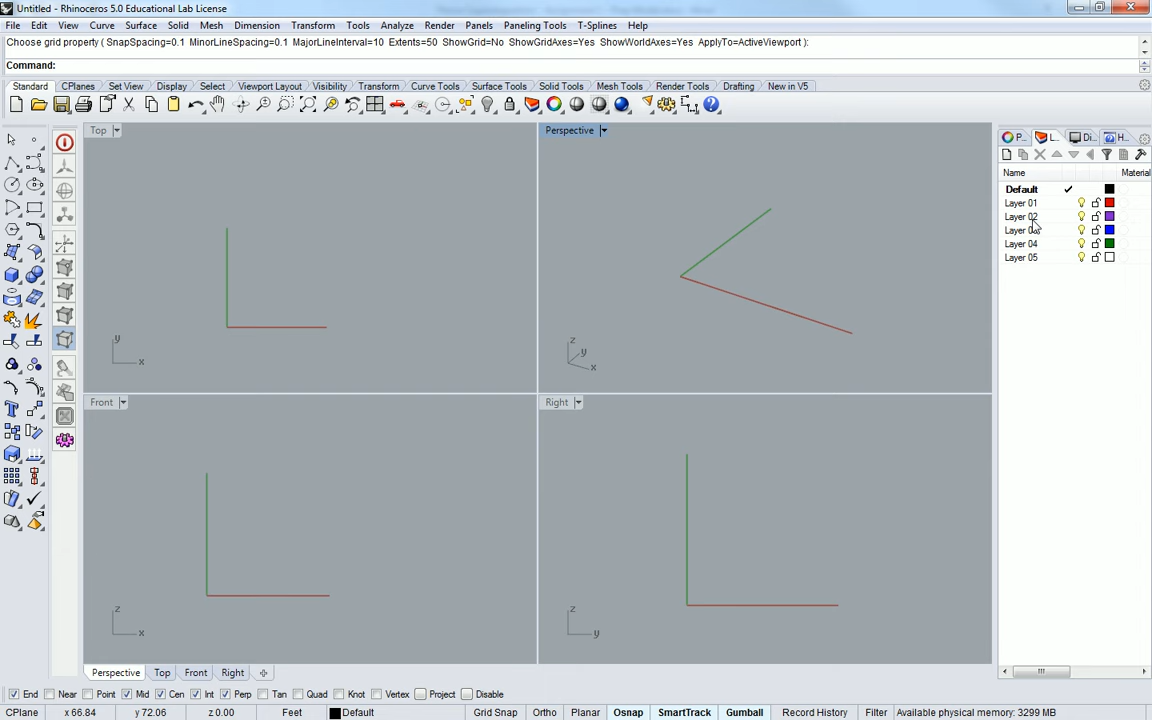 Untitled - Rhinoceros 5.0 Educational Lab License
File Edit View Curve Surface Solid Mesh Dimension Transform Tools Analyze Render Panels Paneling Tools T-Splines Help
Choose grid property ( SnapSpacing=0.1 MinorLineSpacing=0.1 MajorLineInterval=10 Extents=50 ShowGrid=No ShowGridAxes=Yes ShowWorldAxes=Yes ApplyTo=ActiveViewport ):
Command:
Standard CPlanes Set View Display Select Viewport Layout Visibility Transform Curve Tools Surface Tools Solid Tools Mesh Tools Render Tools Drafting New in V5
Top
Perspective
P... L... Di... H...
Name Material
Default
Layer 01
Layer 02
Layer 03
Layer 04
Layer 05
y
x
z
y
x
Front
Right
z
x
z
y
Perspective Top Front Right
End Near Point Mid Cen Int Perp Tan Quad Knot Vertex Project Disable
CPlane x 66.84 y 72.06 z 0.00 Feet Default Grid Snap Ortho Planar Osnap SmartTrack Gumball Record History Filter Available physical memory: 3299 MB